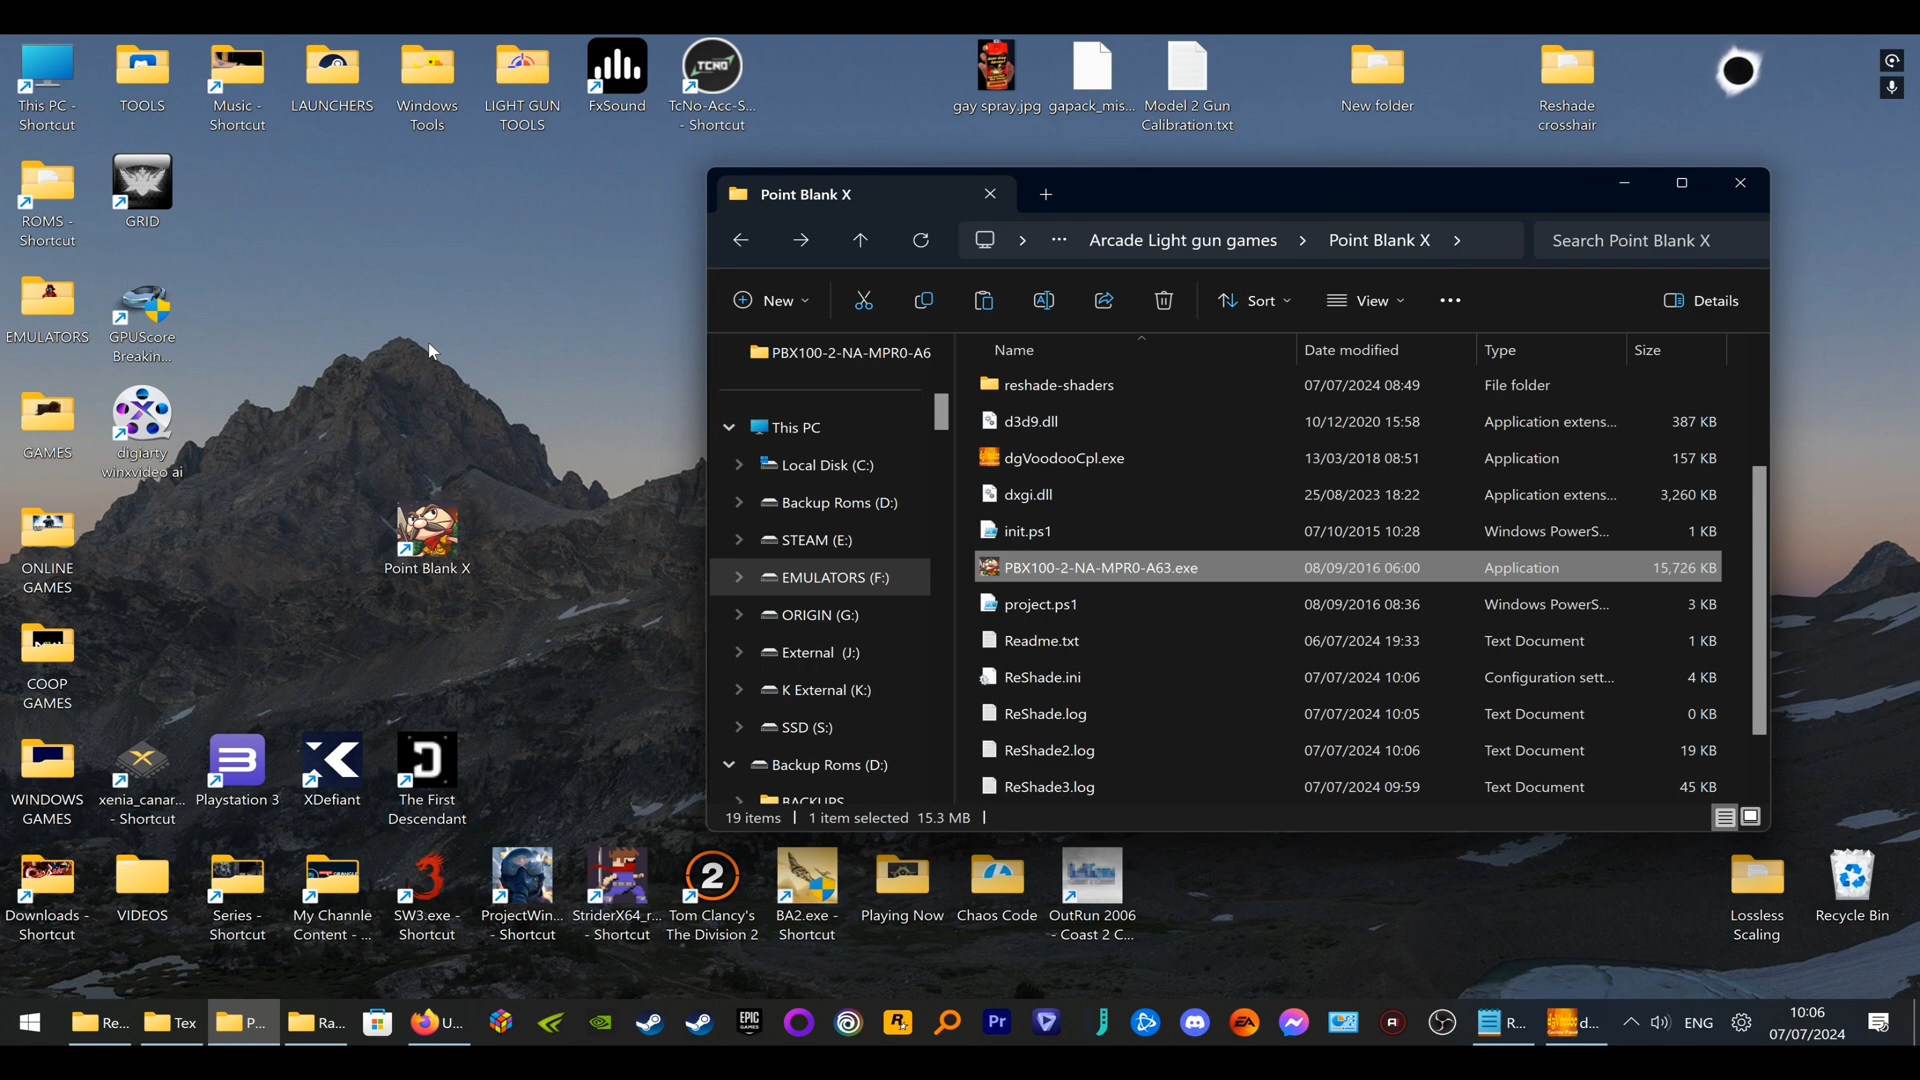 This PC -
Shortcut
TOOLS
Music -
Shortcut
LAUNCHERS
Windows
Tools
LIGHT GUN
TOOLS
FxSound
TCNO
TcNo-Acc-S...
- Shortcut
gay spray.jpg
gapack_mis...
Model 2 Gun
Calibration.txt
New folder
Reshade
crosshair
ROMS -
Shortcut
GRID
EMULATORS
GPUScore
Breakin...
GAMES
digiarty
winxvideo ai
ONLINE
GAMES
Point Blank X
COOP
GAMES
WINDOWS
GAMES
xenia_canar...
- Shortcut
Playstation 3
XDefiant
The First
Descendant
Downloads -
Shortcut
VIDEOS
Series -
Shortcut
My Channle
Content - ...
SW3.exe -
Shortcut
ProjectWin...
- Shortcut
StriderX64_r...
- Shortcut
Tom Clancy's
The Division 2
BA2.exe -
Shortcut
Playing Now
Chaos Code
OutRun 2006
- Coast 2 C...
Lossless
Scaling
Recycle Bin
Point Blank X
Arcade Light gun games
Point Blank X
Search Point Blank X
New
Sort
View
Details
PBX100-2-NA-MPR0-A6
This PC
Local Disk (C:)
Backup Roms (D:)
STEAM (E:)
EMULATORS (F:)
ORIGIN (G:)
External (J:)
K External (K:)
SSD (S:)
Backup Roms (D:)
BACKUPS
Name Date modified Type Size
reshade-shaders 07/07/2024 08:49 File folder
d3d9.dll 10/12/2020 15:58 Application extens... 387 KB
dgVoodooCpl.exe 13/03/2018 08:51 Application 157 KB
dxgi.dll 25/08/2023 18:22 Application extens... 3,260 KB
init.ps1 07/10/2015 10:28 Windows PowerS... 1 KB
PBX100-2-NA-MPR0-A63.exe 08/09/2016 06:00 Application 15,726 KB
project.ps1 08/09/2016 08:36 Windows PowerS... 3 KB
Readme.txt 06/07/2024 19:33 Text Document 1 KB
ReShade.ini 07/07/2024 10:06 Configuration sett... 4 KB
ReShade.log 07/07/2024 10:05 Text Document 0 KB
ReShade2.log 07/07/2024 10:06 Text Document 19 KB
ReShade3.log 07/07/2024 09:59 Text Document 45 KB
19 items 1 item selected 15.3 MB
Re...
Tex
P...
Ra...
U...
EPIC
GAMES
Pr
EA
R...
d...
ENG
10:06
07/07/2024